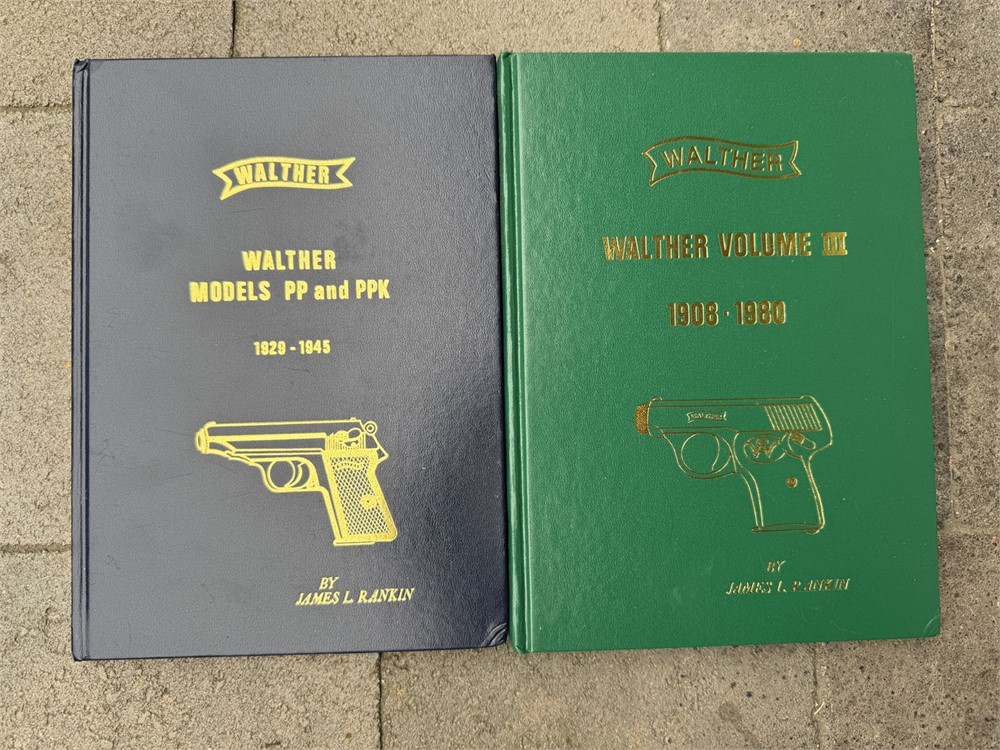 WALTHER
WALTHER
MODELS PP and PPK
1929 - 1945
BY
JAMES L. RANKIN
WALTHER
WALTHER VOLUME III
1908 · 1980
BY
JAMES L. RANKIN